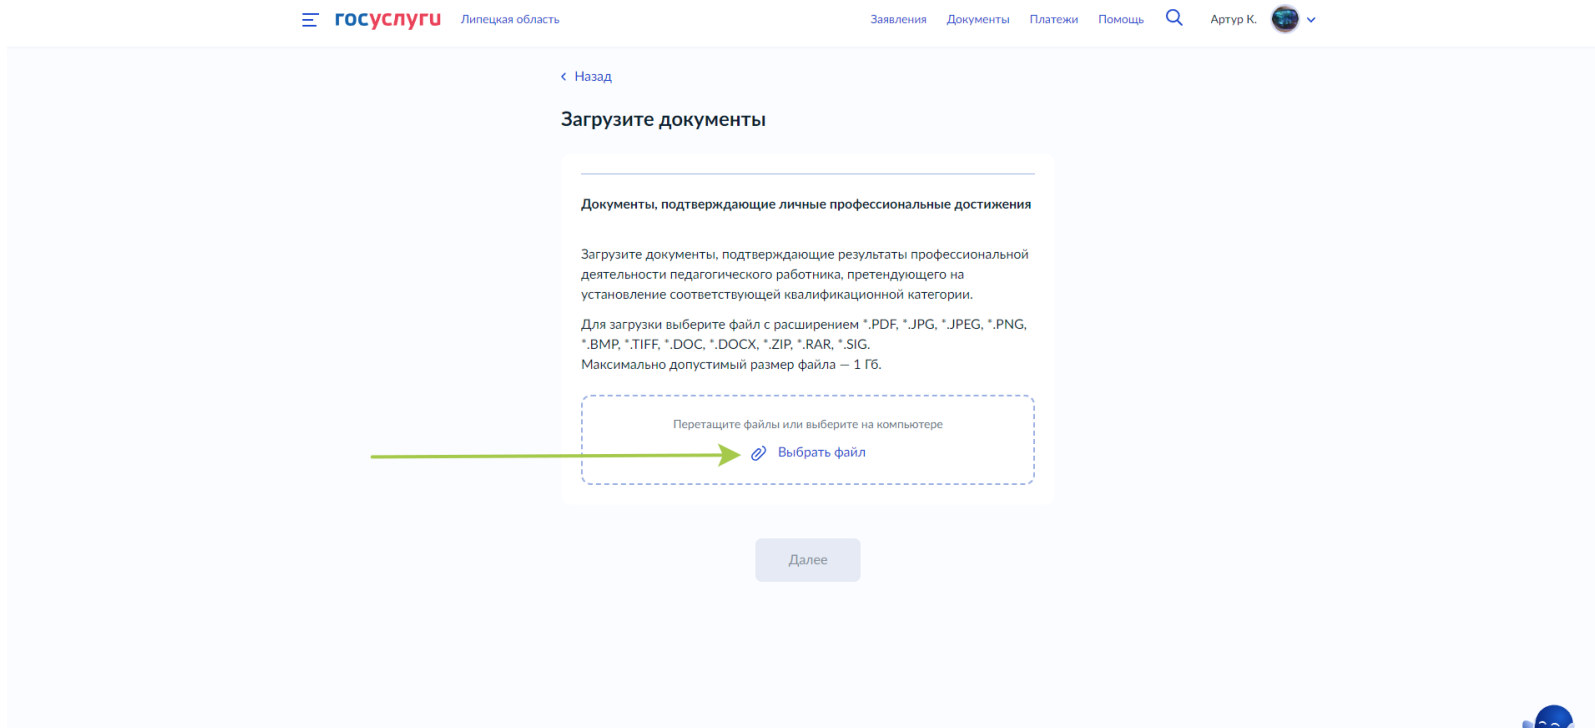 госуслуги Липецкая область Заявления Документы Платежи Помощь Артур К.
Назад
Загрузите документы
Документы, подтверждающие личные профессиональные достижения
Загрузите документы, подтверждающие результаты профессиональной
деятельности педагогического работника, претендующего на
установление соответствующей квалификационной категории.
Для загрузки выберите файл с расширением *.PDF, *.JPG, *.JPEG, *.PNG,
*.BMP, *.TIFF, *.DOC, *.DOCX, *.ZIP, *.RAR, *.SIG.
Максимально допустимый размер файла — 1 Гб.
Перетащите файлы или выберите на компьютере
Выбрать файл
Далее